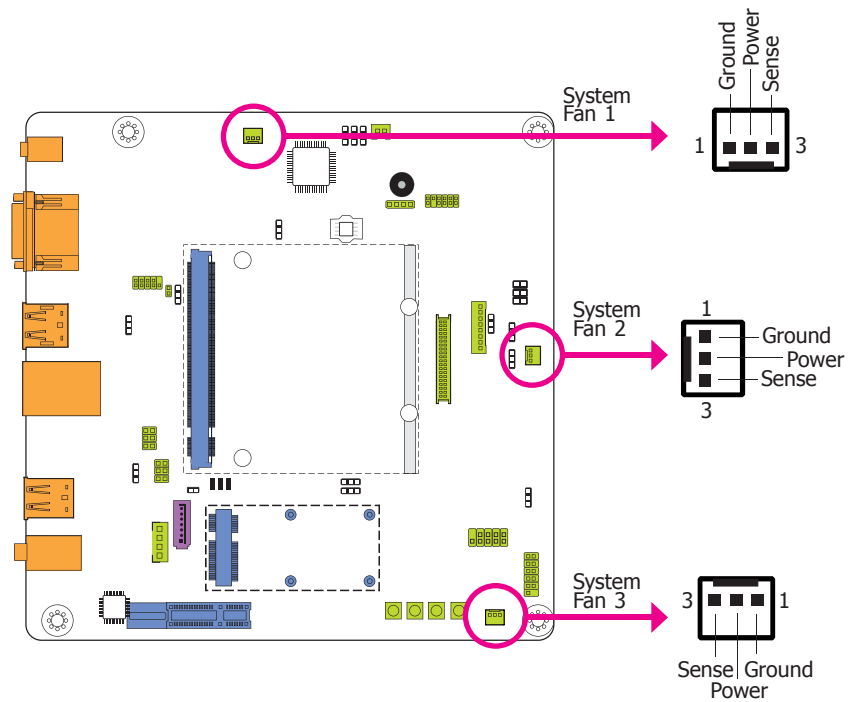 System
Fan 1
Ground
Power
Sense
1
3
System
Fan 2
1
Ground
Power
Sense
3
System
Fan 3
3
1
Sense
Ground
Power